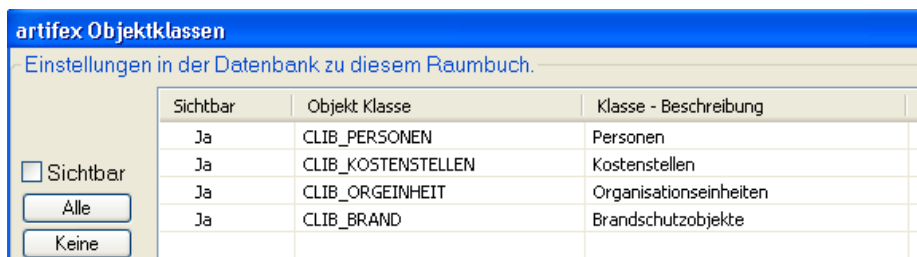 artifex Objektklassen
Einstellungen in der Datenbank zu diesem Raumbuch.
Sichtbar Objekt Klasse Klasse - Beschreibung
Ja CLIB_PERSONEN Personen
Ja CLIB_KOSTENSTELLEN Kostenstellen
Sichtbar
Ja CLIB_ORGEINHEIT Organisationseinheiten
Alle
Ja CLIB_BRAND Brandschutzobjekte
Keine